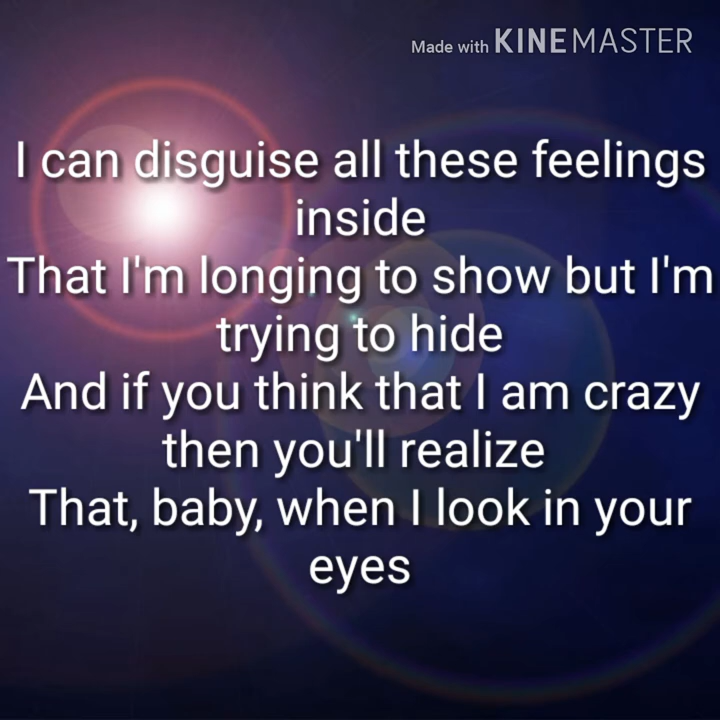 Made with KINEMASTER
I can disguise all these feelings
inside
That I'm longing to show but I'm
trying to hide
And if you think that I am crazy
then you'll realize
That, baby, when I look in your
eyes